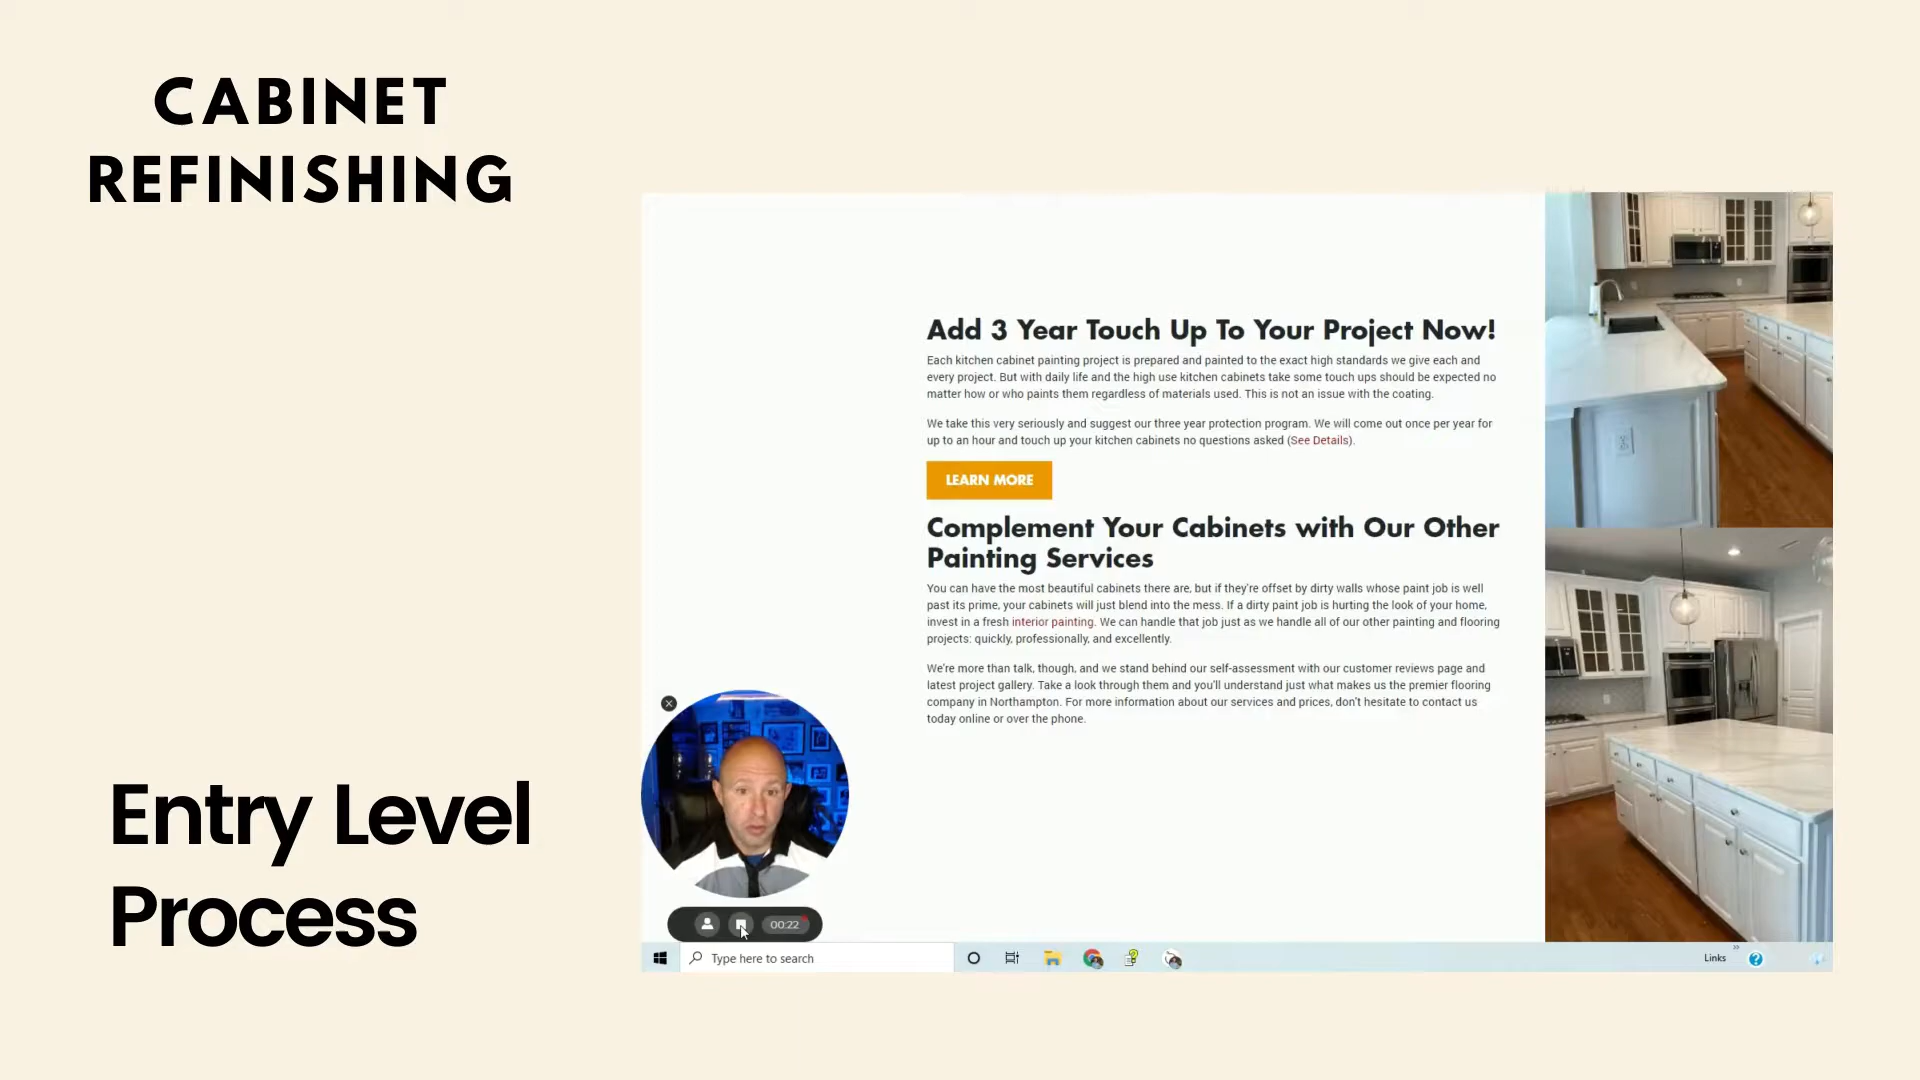 CABINET
REFINISHING
Entry Level
Process
Add 3 Year Touch Up To Your Project Now!
Each kitchen cabinet painting project is prepared and painted to the exact high standards we give each and
every project. But with daily life and the high use kitchen cabinets take some touch ups should be expected no
matter how or who paints them regardless of materials used. This is not an issue with the coating.
We take this very seriously and suggest our three year protection program. We will come out once per year for
up to an hour and touch up your kitchen cabinets no questions asked (See Details).
LEARN MORE
Complement Your Cabinets with Our Other
Painting Services
You can have the most beautiful cabinets there are, but if they're offset by dirty walls whose paint job is well
past its prime, your cabinets will just blend into the mess. If a dirty paint job is hurting the look of your home,
invest in a fresh interior painting. We can handle that job just as we handle all of our other painting and flooring
projects: quickly, professionally, and excellently.
We're more than talk, though, and we stand behind our self-assessment with our customer reviews page and
latest project gallery. Take a look through them and you'll understand just what makes us the premier flooring
company in Northampton. For more information about our services and prices, don't hesitate to contact us
today online or over the phone.
00:22
Type here to search
Links